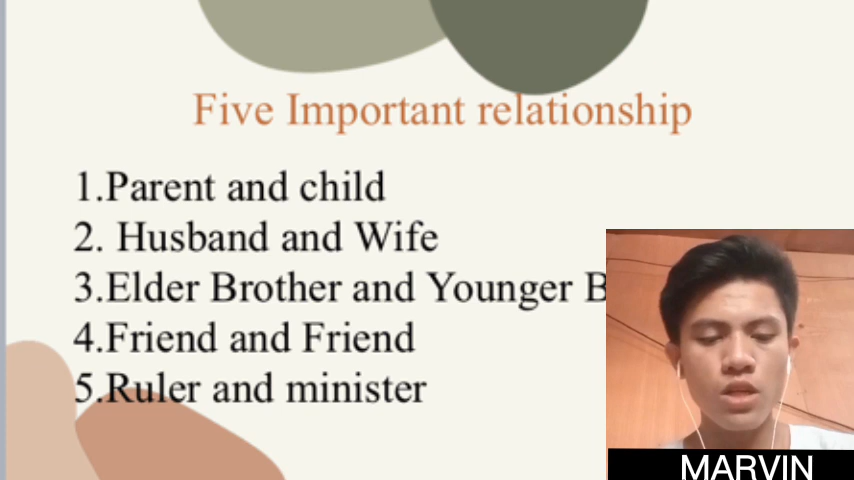 Five Important relationship
1.Parent and child
2. Husband and Wife
3.Elder Brother and Younger
4.Friend and Friend
5.Ruler and minister
MARVIN